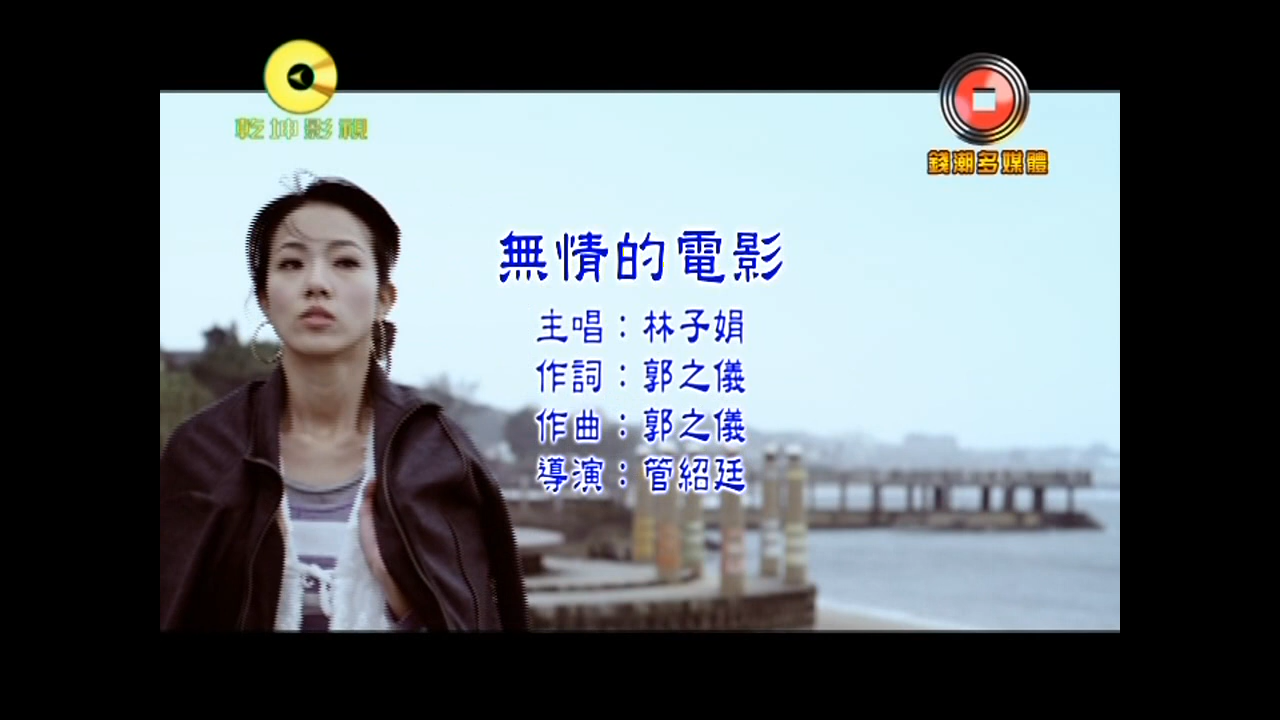 乾坤影視
錢潮多媒體
無情的電影
主唱：林子娟
作詞：郭之儀
作曲：郭之儀
導演：管紹廷